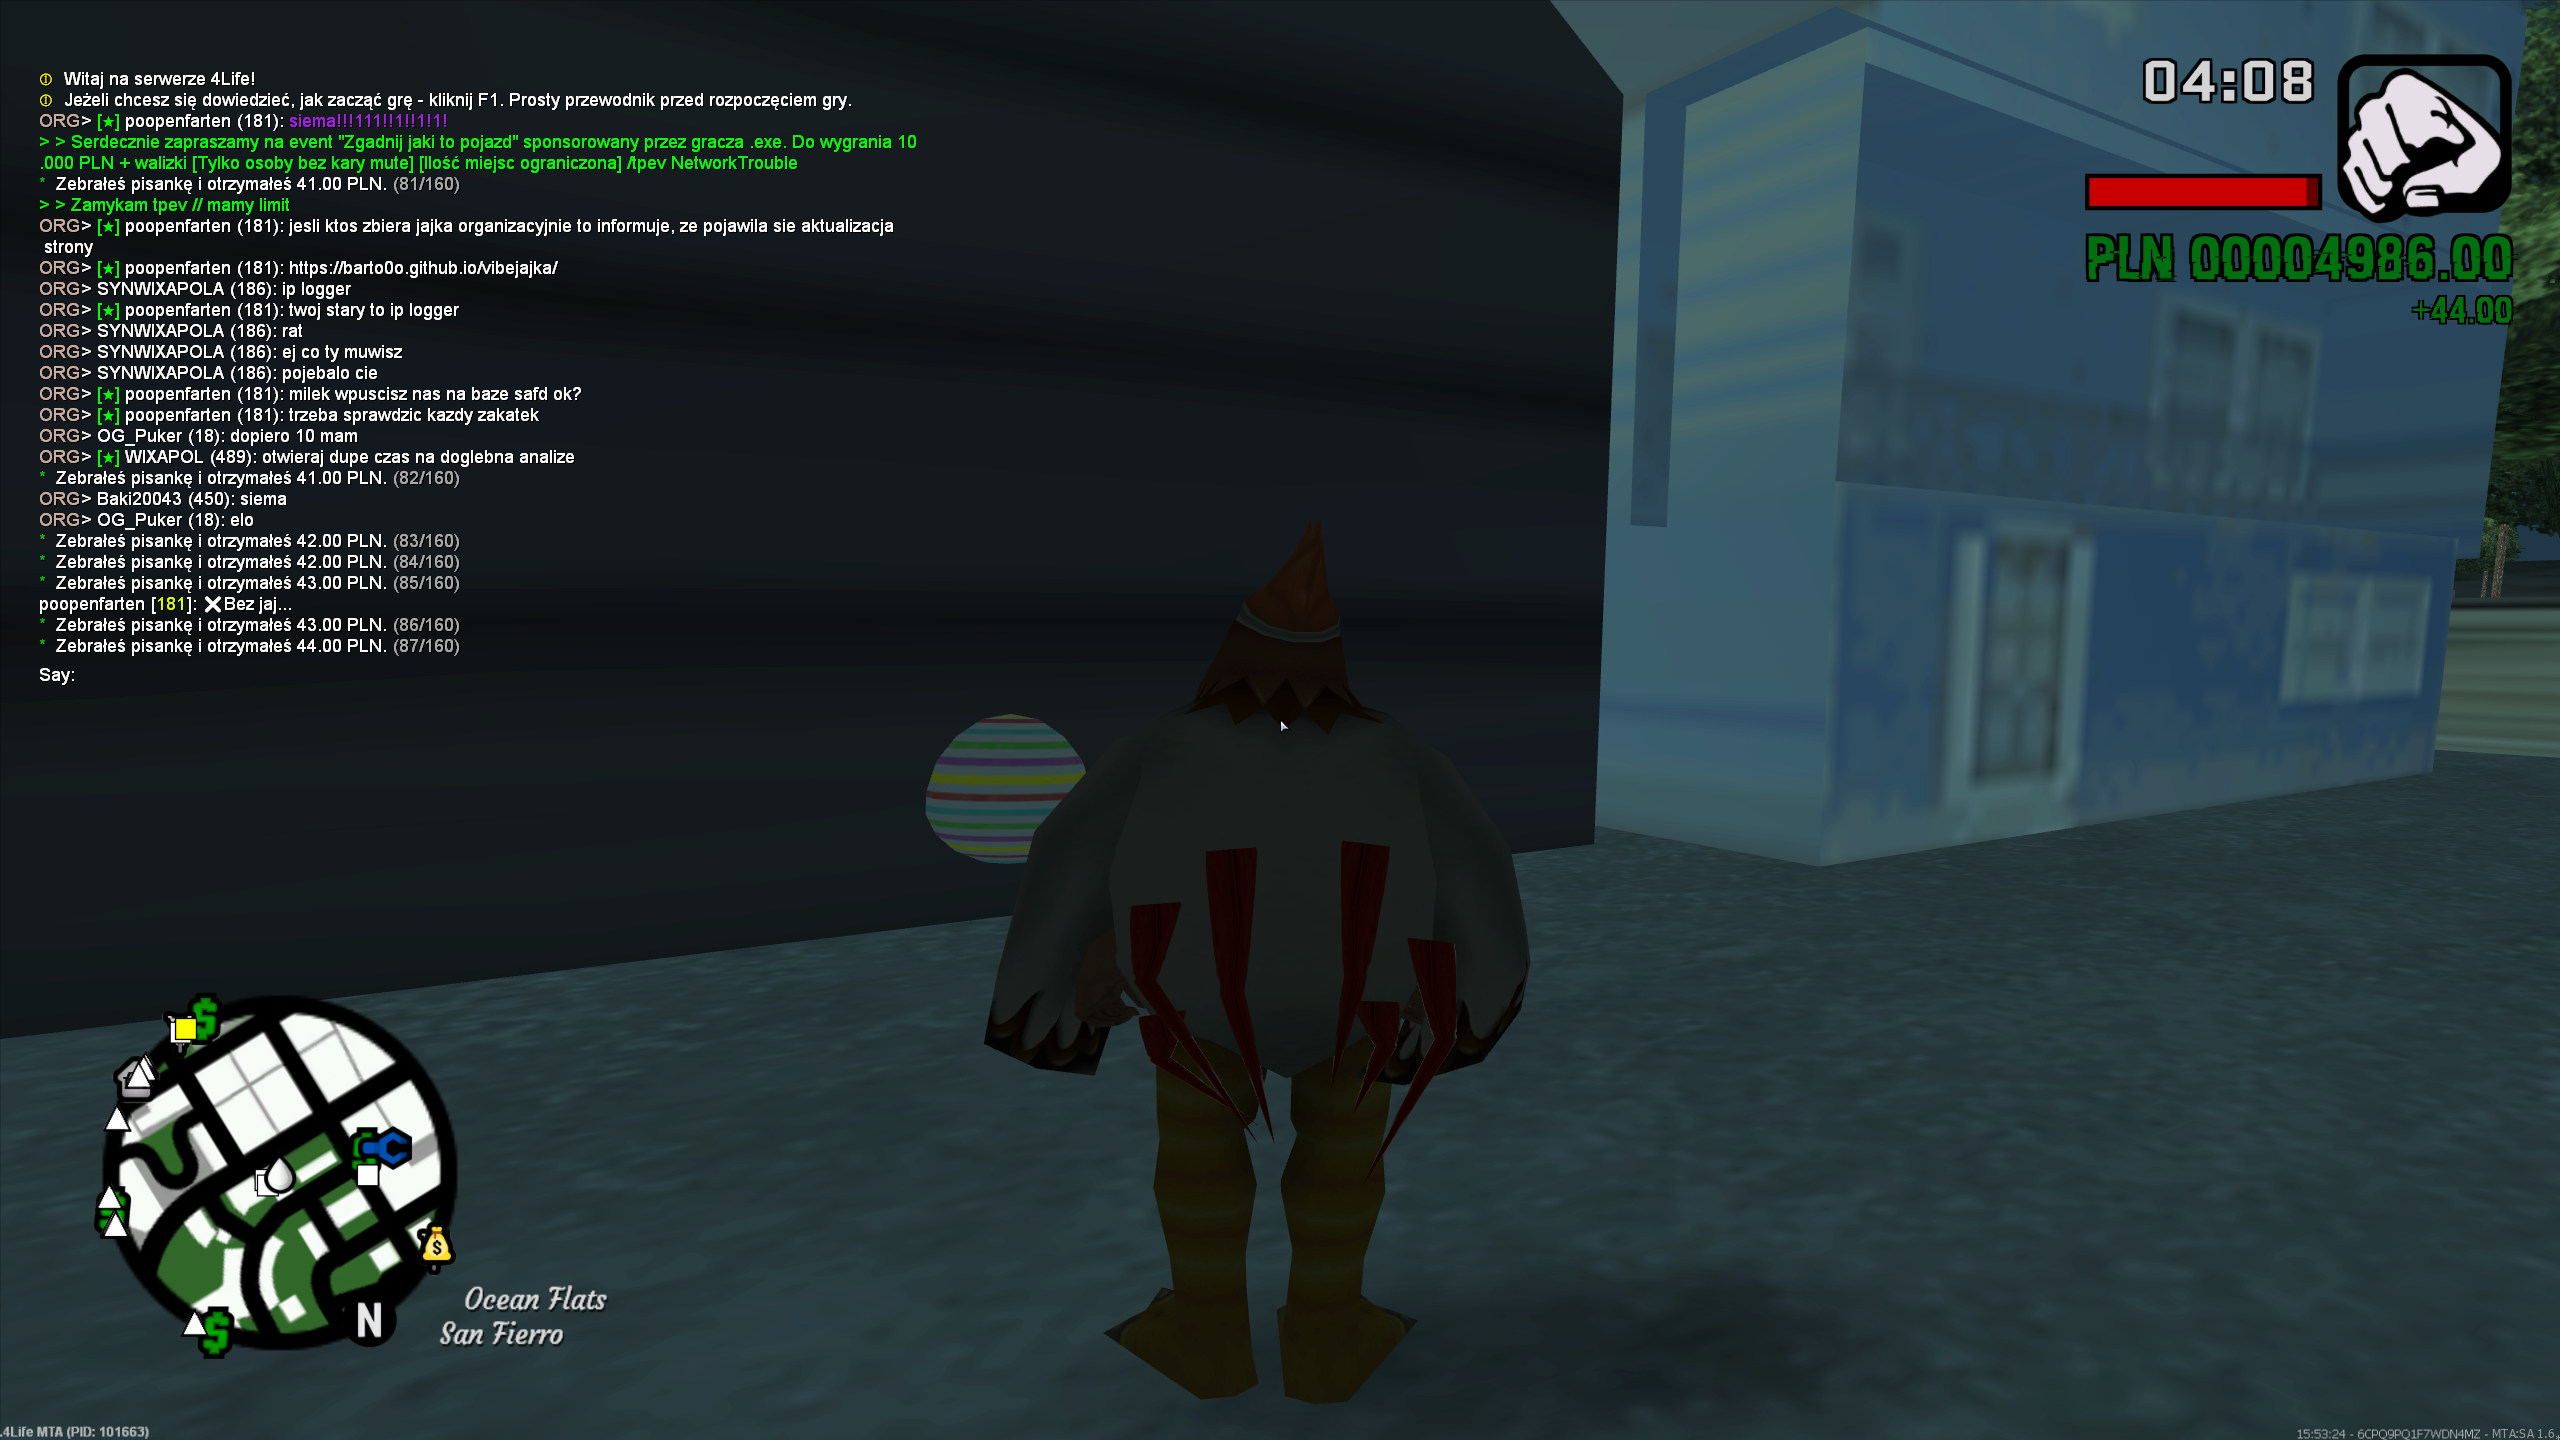 Witaj na serwerze 4Life!
Jeżeli chcesz się dowiedzieć, jak zacząć grę - kliknij F1. Prosty przewodnik przed rozpoczęciem gry.
ORG> [★] poopenfarten (181): siema!!!111!!1!!1!1!
> > Serdecznie zapraszamy na event "Zgadnij jaki to pojazd" sponsorowany przez gracza .exe. Do wygrania 10
.000 PLN + walizki [Tylko osoby bez kary mute] [Ilość miejsc ograniczona] /tpev NetworkTrouble
* Zebrałeś pisankę i otrzymałeś 41.00 PLN. (81/160)
> > Zamykam tpev // mamy limit
ORG> [★] poopenfarten (181): jesli ktos zbiera jajka organizacyjnie to informuje, ze pojawila sie aktualizacja
strony
ORG> [★] poopenfarten (181): https://barto0o.github.io/vibejajka/
ORG> SYNWIXAPOLA (186): ip logger
ORG> [★] poopenfarten (181): twoj stary to ip logger
ORG> SYNWIXAPOLA (186): rat
ORG> SYNWIXAPOLA (186): ej co ty muwisz
ORG> SYNWIXAPOLA (186): pojebalo cie
ORG> [★] poopenfarten (181): milek wpuscisz nas na baze safd ok?
ORG> [★] poopenfarten (181): trzeba sprawdzic kazdy zakatek
ORG> OG_Puker (18): dopiero 10 mam
ORG> [★] WIXAPOL (489): otwieraj dupe czas na doglebna analize
* Zebrałeś pisankę i otrzymałeś 41.00 PLN. (82/160)
ORG> Baki20043 (450): siema
ORG> OG_Puker (18): elo
* Zebrałeś pisankę i otrzymałeś 42.00 PLN. (83/160)
* Zebrałeś pisankę i otrzymałeś 42.00 PLN. (84/160)
* Zebrałeś pisankę i otrzymałeś 43.00 PLN. (85/160)
poopenfarten [181]: ❌Bez jaj...
* Zebrałeś pisankę i otrzymałeś 43.00 PLN. (86/160)
* Zebrałeś pisankę i otrzymałeś 44.00 PLN. (87/160)
Say:
04:08
PLN 00004986.00
+44.00
N
Ocean Flats
San Fierro
.4Life MTA (PID: 101663)
15:53:24 - 6CPQ9PQ1F7WDN4MZ - MTA:SA 1.6